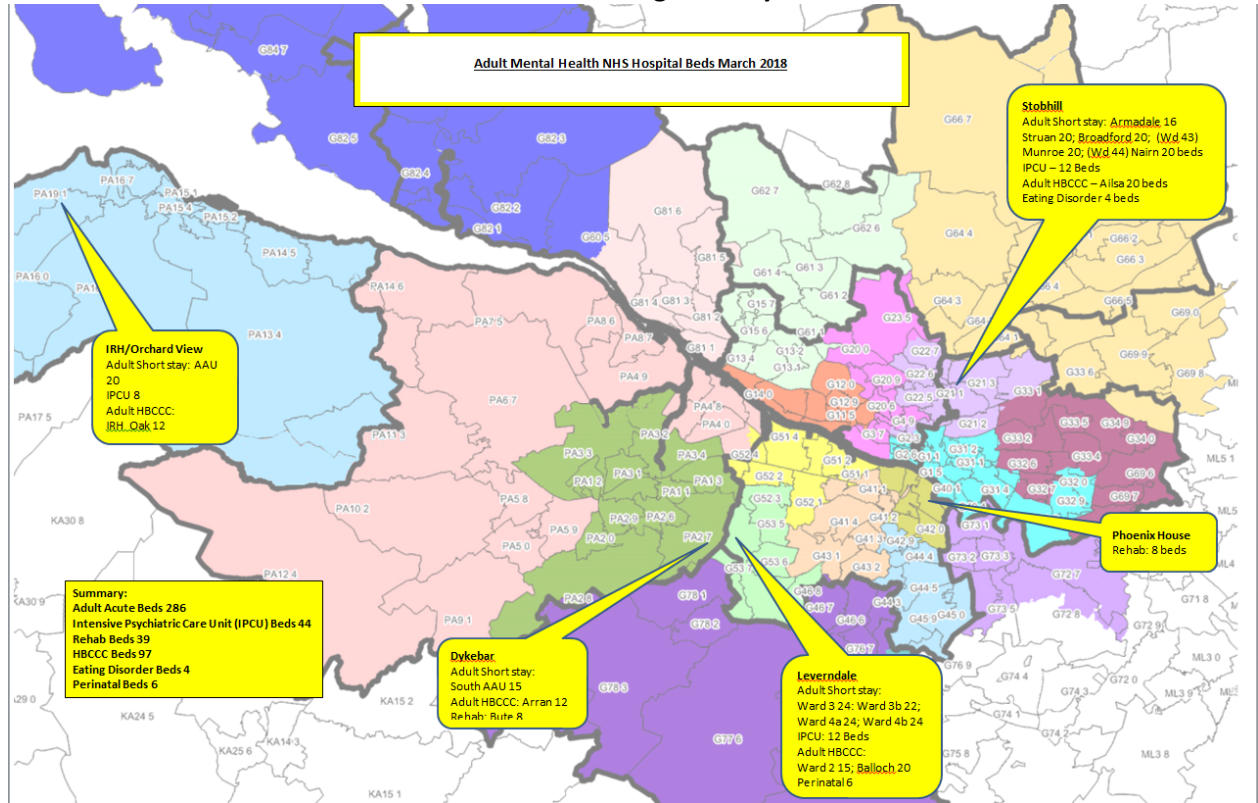 Adult Mental Health NHS Hospital Beds March 2018
Stobhill
Adult Short stay: Armadale 16
Struan 20; Broadford 20; (Wd 43)
Munroe 20; (Wd 44) Nairn 20 beds
IPCU – 12 Beds
Adult HBCCC – Ailsa 20 beds
Eating Disorder 4 beds
IRH/Orchard View
Adult Short stay: AAU
20
IPCU 8
Adult HBCCC:
IRH Oak 12
Phoenix House
Rehab: 8 beds
Summary:
Adult Acute Beds 286
Intensive Psychiatric Care Unit (IPCU) Beds 44
Rehab Beds 39
HBCCC Beds 97
Eating Disorder Beds 4
Perinatal Beds 6
Dykebar
Adult Short stay:
South AAU 15
Adult HBCCC: Arran 12
Rehab: Bute 8
Leverndale
Adult Short stay:
Ward 3 24: Ward 3b 22;
Ward 4a 24; Ward 4b 24
IPCU: 12 Beds
Adult HBCCC:
Ward 2 15; Balloch 20
Perinatal 6
G84 7
G82 5
G82 3
G82 4
G82 2
G82 1
G60 5
G81 6
G81 5
G81 4
G81 3
G81 2
G81 1
G62 7
G62 8
G62 6
G61 4
G61 3
G61 2
G61 1
G15 7
G15 6
G13 4
G13 2
G66 7
G64 4
G66 2
G66 3
G66 5
G64 3
G69 0
G69 9
G69 8
G33 6
G23 5
G20 0
G22 7
G22 6
G22 5
G20 9
G20 8
G12 0
G12 9
G11 5
G14 0
G4 9
G3 7
G2 3
G21 3
G21 1
G21 2
G33 1
G33 2
G33 5
G34 9
G34 0
G33 4
G32 6
G32 0
G32 9
G69 6
G69 7
G31 2
G31 1
G31 4
G1 1
G1 5
G40 1
PA19 1
PA16 7
PA15 1
PA15 4
PA15 2
PA14 5
PA16 0
PA13 4
PA14 6
PA7 5
PA8 6
PA8 7
PA4 9
PA4 8
PA4 0
PA6 7
PA11 3
PA17 5
PA3 2
PA3 3
PA3 4
PA3 1
PA1 2
PA1 1
PA1 3
PA2 9
PA2 6
PA2 0
PA2 7
PA5 8
PA5 9
PA5 0
PA10 2
PA12 4
PA9 1
G51 4
G52 4
G51 2
G51 1
G52 2
G52 1
G52 3
G53 5
G53 6
G53 7
G41 1
G41 2
G41 4
G41 3
G42 0
G42 9
G43 1
G43 2
G44 4
G44 5
G44 3
G45 9
G45 0
G46 8
G46 7
G46 6
G76 7
G76 9
G73 1
G73 2
G73 3
G73 5
G72 7
G72 8
G72 9
G72 0
G71 8
G78 1
G78 2
G78 3
G77 6
G74 3
G74 1
G74 2
G75 8
ML5 1
ML3 0
ML3 9
ML3 8
KA30 8
KA30 9
KA24 5
KA25 6
KA14 3
KA15 2
KA15 1